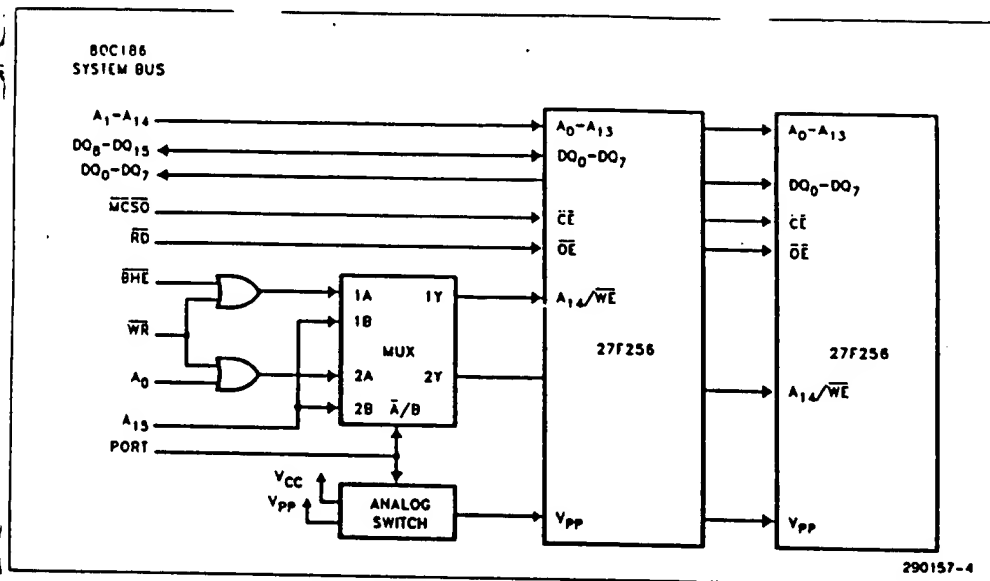 80C186
SYSTEM BUS
A1-A14
DQ8-DQ15
DQ0-DQ7
MCS0
RD
BHE
WR
A0
A15
PORT
1A 1Y
1B
MUX
2A 2Y
2B A/B
VCC
VPP
ANALOG
SWITCH
A0-A13
DQ0-DQ7
CE
OE
A14/WE
27F256
VPP
A0-A13
DQ0-DQ7
CE
OE
27F256
A14/WE
VPP
290157-4